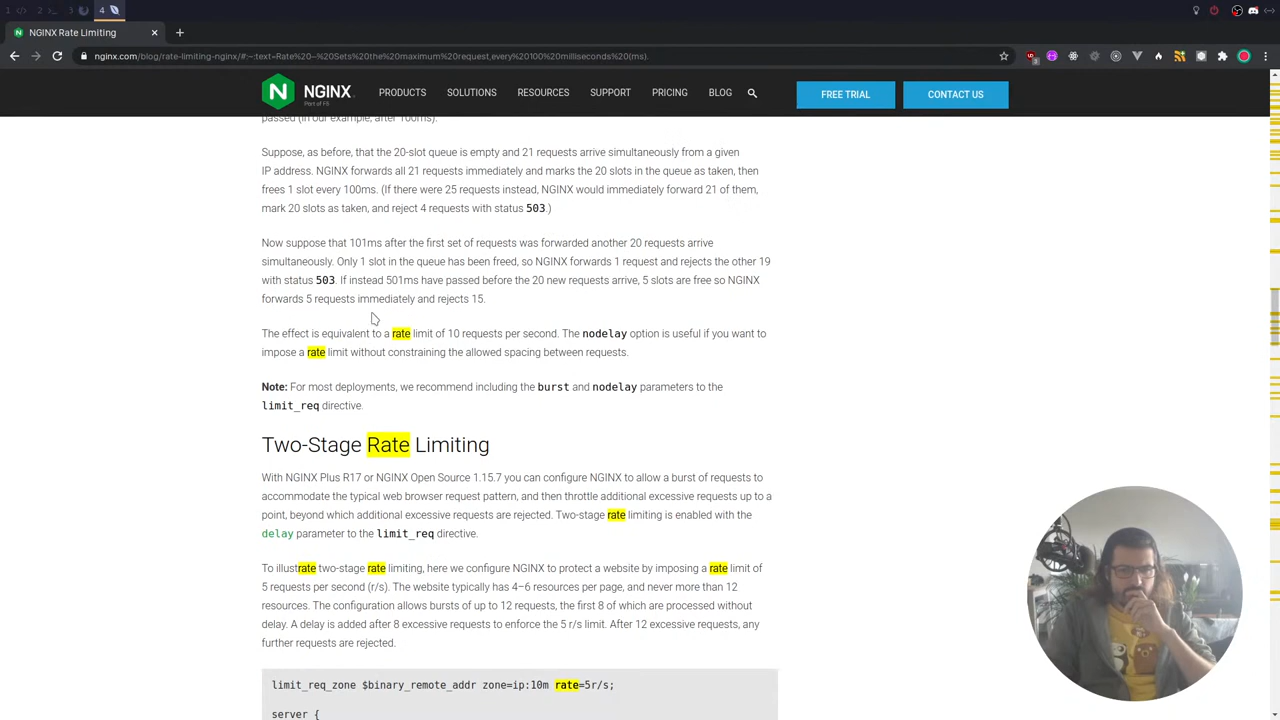 1
2
3
4
NGINX Rate Limiting
nginx.com/blog/rate-limiting-nginx/#:~:text=Rate%20–%20Sets%20the%20maximum%20request,every%20100%20milliseconds%20(ms).
NGINX
Part of F5
PRODUCTS
SOLUTIONS
RESOURCES
SUPPORT
PRICING
BLOG
FREE TRIAL
CONTACT US
passed (in our example, after 100ms).
Suppose, as before, that the 20-slot queue is empty and 21 requests arrive simultaneously from a given
IP address. NGINX forwards all 21 requests immediately and marks the 20 slots in the queue as taken, then
frees 1 slot every 100ms. (If there were 25 requests instead, NGINX would immediately forward 21 of them,
mark 20 slots as taken, and reject 4 requests with status 503.)
Now suppose that 101ms after the first set of requests was forwarded another 20 requests arrive
simultaneously. Only 1 slot in the queue has been freed, so NGINX forwards 1 request and rejects the other 19
with status 503. If instead 501ms have passed before the 20 new requests arrive, 5 slots are free so NGINX
forwards 5 requests immediately and rejects 15.
The effect is equivalent to a rate limit of 10 requests per second. The nodelay option is useful if you want to
impose a rate limit without constraining the allowed spacing between requests.
Note: For most deployments, we recommend including the burst and nodelay parameters to the
limit_req directive.
Two-Stage Rate Limiting
With NGINX Plus R17 or NGINX Open Source 1.15.7 you can configure NGINX to allow a burst of requests to
accommodate the typical web browser request pattern, and then throttle additional excessive requests up to a
point, beyond which additional excessive requests are rejected. Two-stage rate limiting is enabled with the
delay parameter to the limit_req directive.
To illustrate two-stage rate limiting, here we configure NGINX to protect a website by imposing a rate limit of
5 requests per second (r/s). The website typically has 4–6 resources per page, and never more than 12
resources. The configuration allows bursts of up to 12 requests, the first 8 of which are processed without
delay. A delay is added after 8 excessive requests to enforce the 5 r/s limit. After 12 excessive requests, any
further requests are rejected.
limit_req_zone $binary_remote_addr zone=ip:10m rate=5r/s;
server {